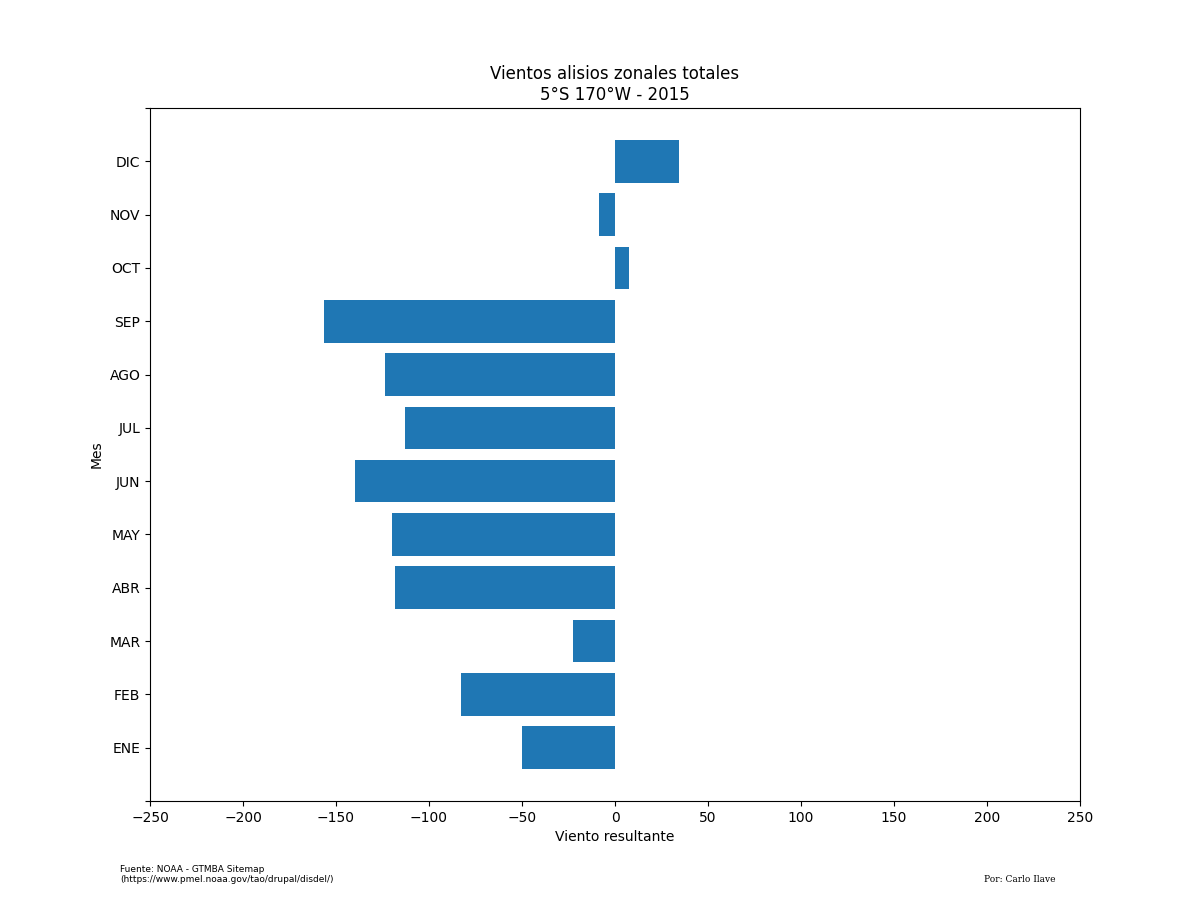 Vientos alisios zonales totales
5°S 170°W - 2015
DIC
NOV
OCT
SEP
AGO
JUL
JUN
MAY
ABR
MAR
FEB
ENE
Mes
−250 −200 −150 −100 −50 0 50 100 150 200 250
Viento resultante
Fuente: NOAA - GTMBA Sitemap
(https://www.pmel.noaa.gov/tao/drupal/disdel/)
Por: Carlo Ilave